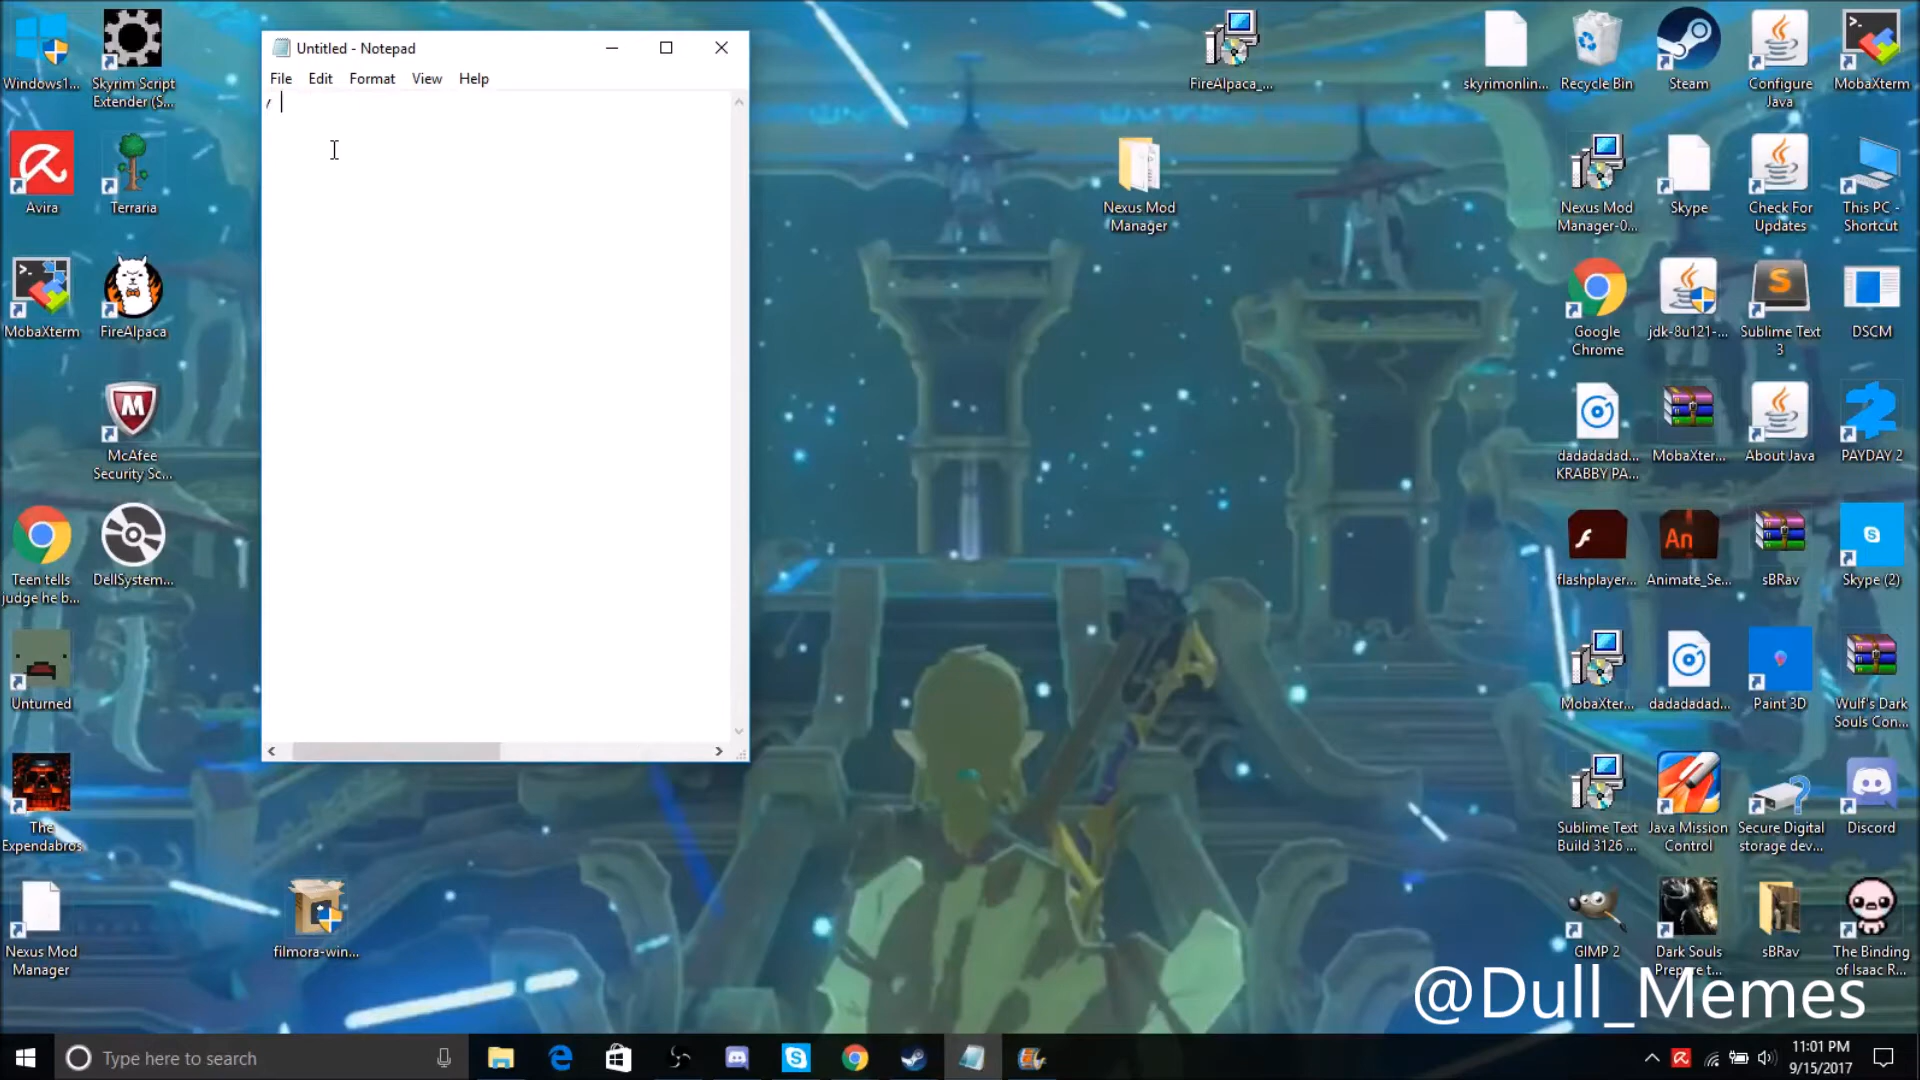 Untitled - Notepad
File Edit Format View Help
Windows1...
Skyrim Script
Extender (S...
FireAlpaca_...
skyrimonlin...
Recycle Bin
Steam
Configure
Java
MobaXterm
Avira
Terraria
Nexus Mod
Manager
Nexus Mod
Manager-0...
Skype
Check For
Updates
This PC -
Shortcut
MobaXterm
FireAlpaca
Google
Chrome
jdk-8u121-...
Sublime Text
3
DSCM
McAfee
Security Sc...
dadadadad...
KRABBY PA...
MobaXter...
About Java
PAYDAY 2
Teen tells
judge he b...
DellSystem...
An
flashplayer...
Animate_Se...
sBRav
Skype (2)
Unturned
MobaXter...
dadadadad...
Paint 3D
Wulf's Dark
Souls Con...
The
Expendabros
Sublime Text
Build 3126 ...
Java Mission
Control
Secure Digital
storage dev...
Discord
Nexus Mod
Manager
filmora-win...
GIMP 2
Dark Souls
Prepare t...
sBRav
The Binding
of Isaac R...
@Dull_Memes
Type here to search
11:01 PM
9/15/2017